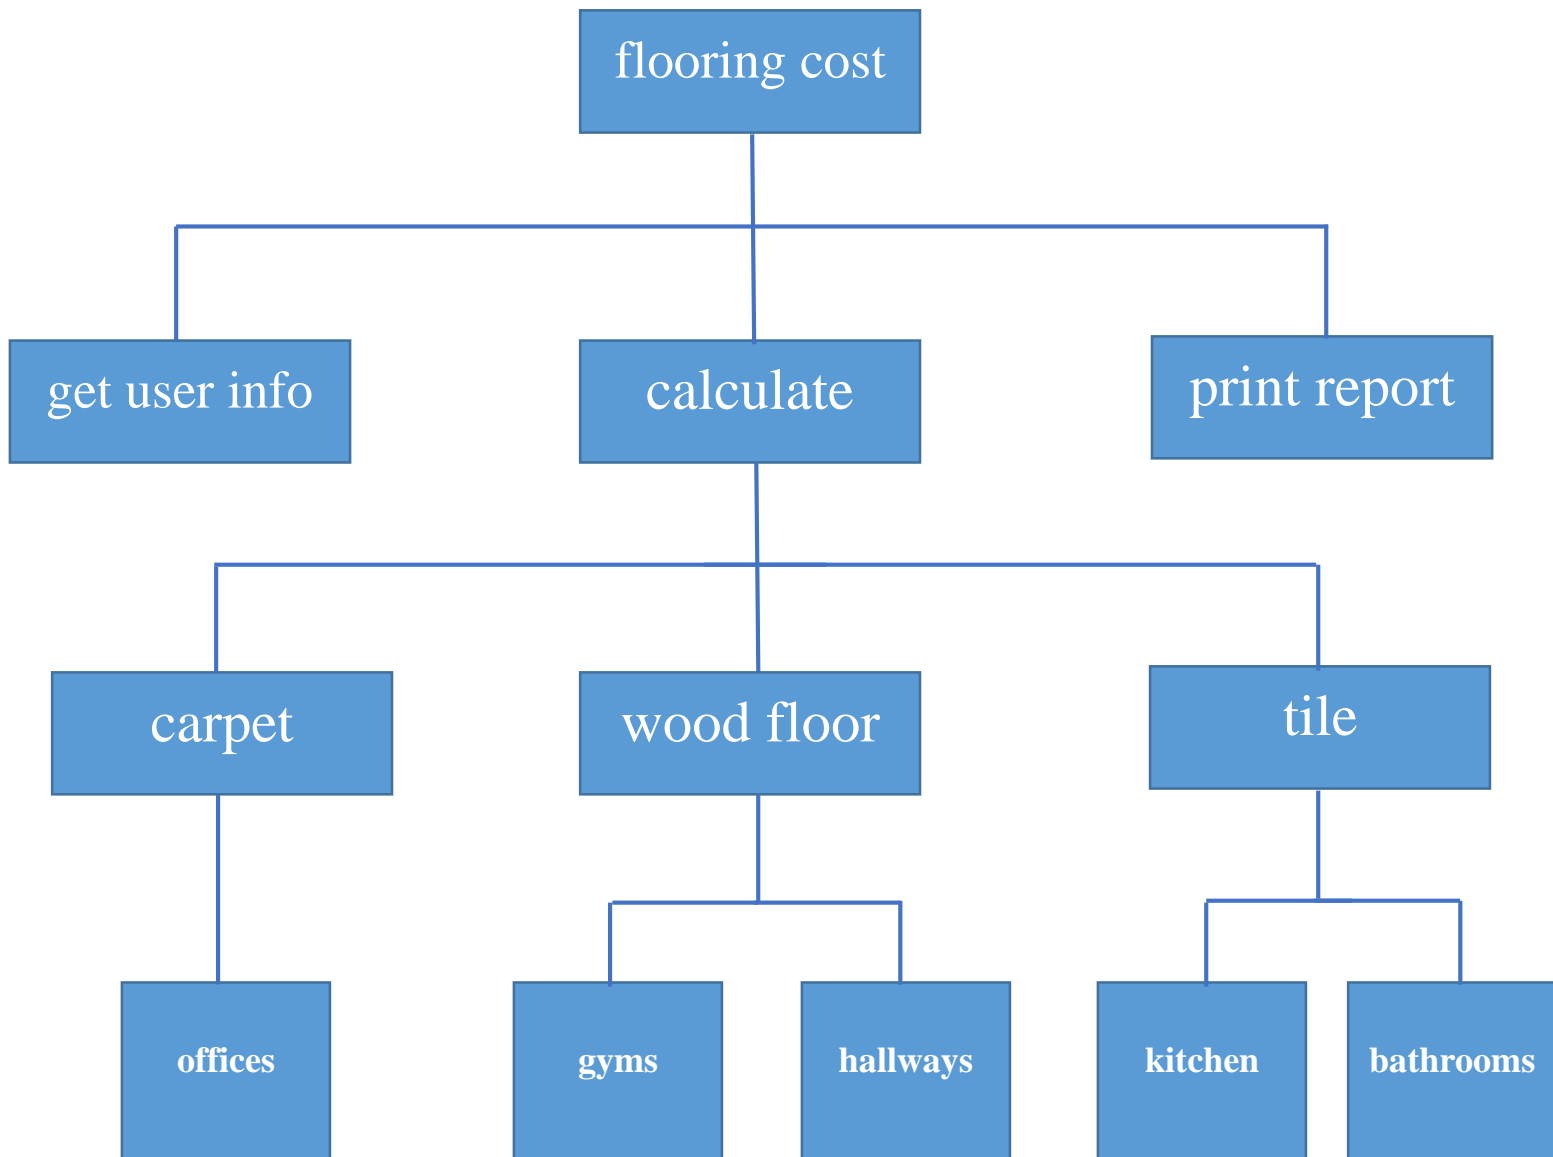 flooring cost
get user info
calculate
print report
carpet
wood floor
tile
offices
gyms
hallways
kitchen
bathrooms